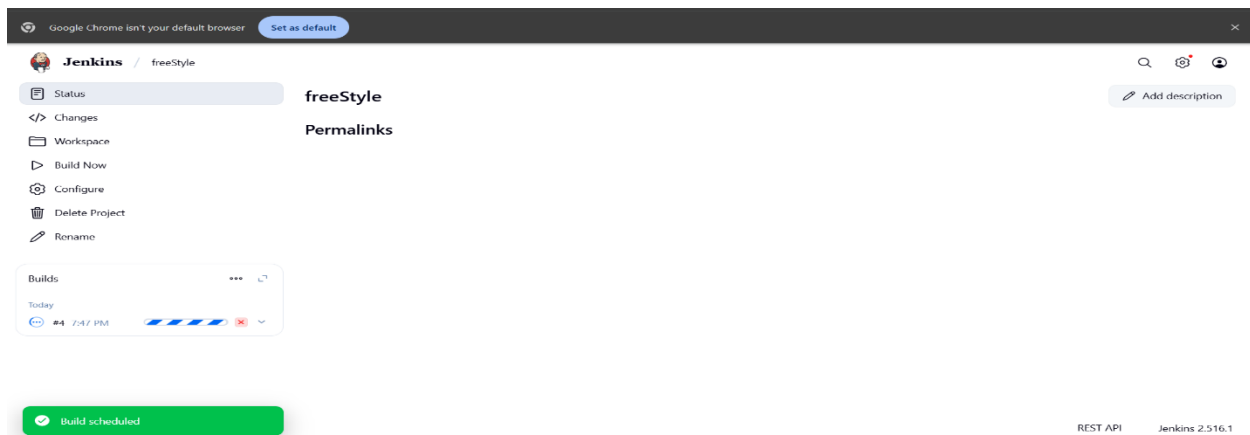 Google Chrome isn't your default browser Set as default
Jenkins / freeStyle
Status
Changes
Workspace
Build Now
Configure
Delete Project
Rename
Builds
Today
#4 7:47 PM
freeStyle
Add description
Permalinks
Build scheduled
REST API Jenkins 2.516.1